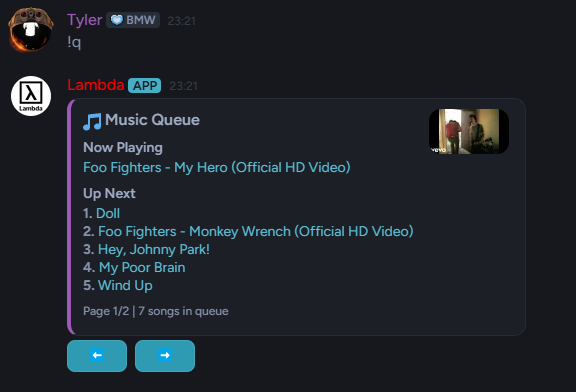 Tyler BMW 23:21
!q
Lambda APP 23:21
λ
Lambda
Music Queue
vevo
Now Playing
Foo Fighters - My Hero (Official HD Video)
Up Next
1. Doll
2. Foo Fighters - Monkey Wrench (Official HD Video)
3. Hey, Johnny Park!
4. My Poor Brain
5. Wind Up
Page 1/2 | 7 songs in queue